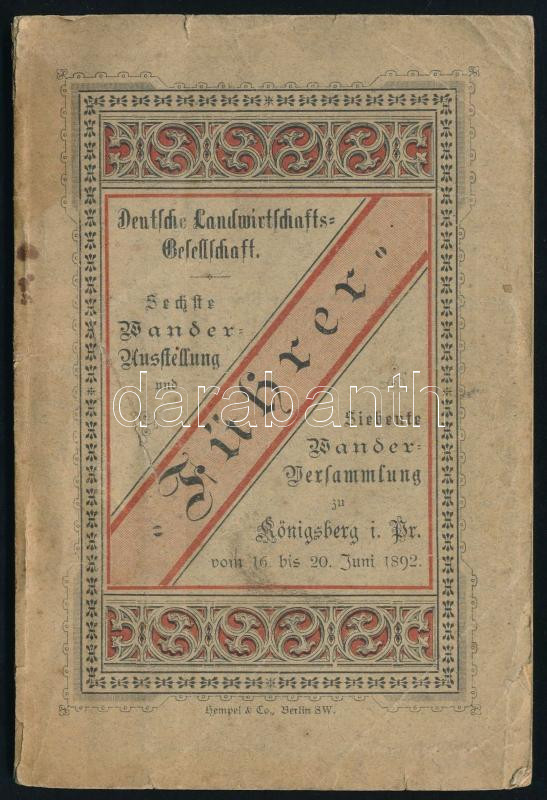 Deutsche Landwirtschafts=
Gesellschaft.
Sechste
Wander=
Ausstellung
und
"Führer"
Siebente
Wander=
Versammlung
zu
Königsberg i. Pr.
vom 16. bis 20. Juni 1892.
Hempel & Co., Berlin SW.
darabanth